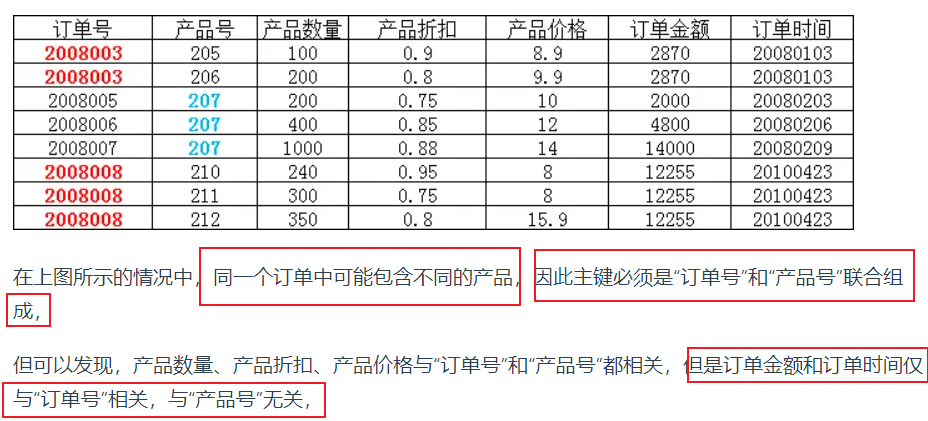 订单号 产品号 产品数量 产品折扣 产品价格 订单金额 订单时间
2008003 205 100 0.9 8.9 2870 20080103
2008003 206 200 0.8 9.9 2870 20080103
2008005 207 200 0.75 10 2000 20080203
2008006 207 400 0.85 12 4800 20080206
2008007 207 1000 0.88 14 14000 20080209
2008008 210 240 0.95 8 12255 20100423
2008008 211 300 0.75 8 12255 20100423
2008008 212 350 0.8 15.9 12255 20100423
在上图所示的情况中，同一个订单中可能包含不同的产品，因此主键必须是“订单号”和“产品号”联合组
成，
但可以发现，产品数量、产品折扣、产品价格与“订单号”和“产品号”都相关，但是订单金额和订单时间仅
与“订单号”相关，与“产品号”无关，